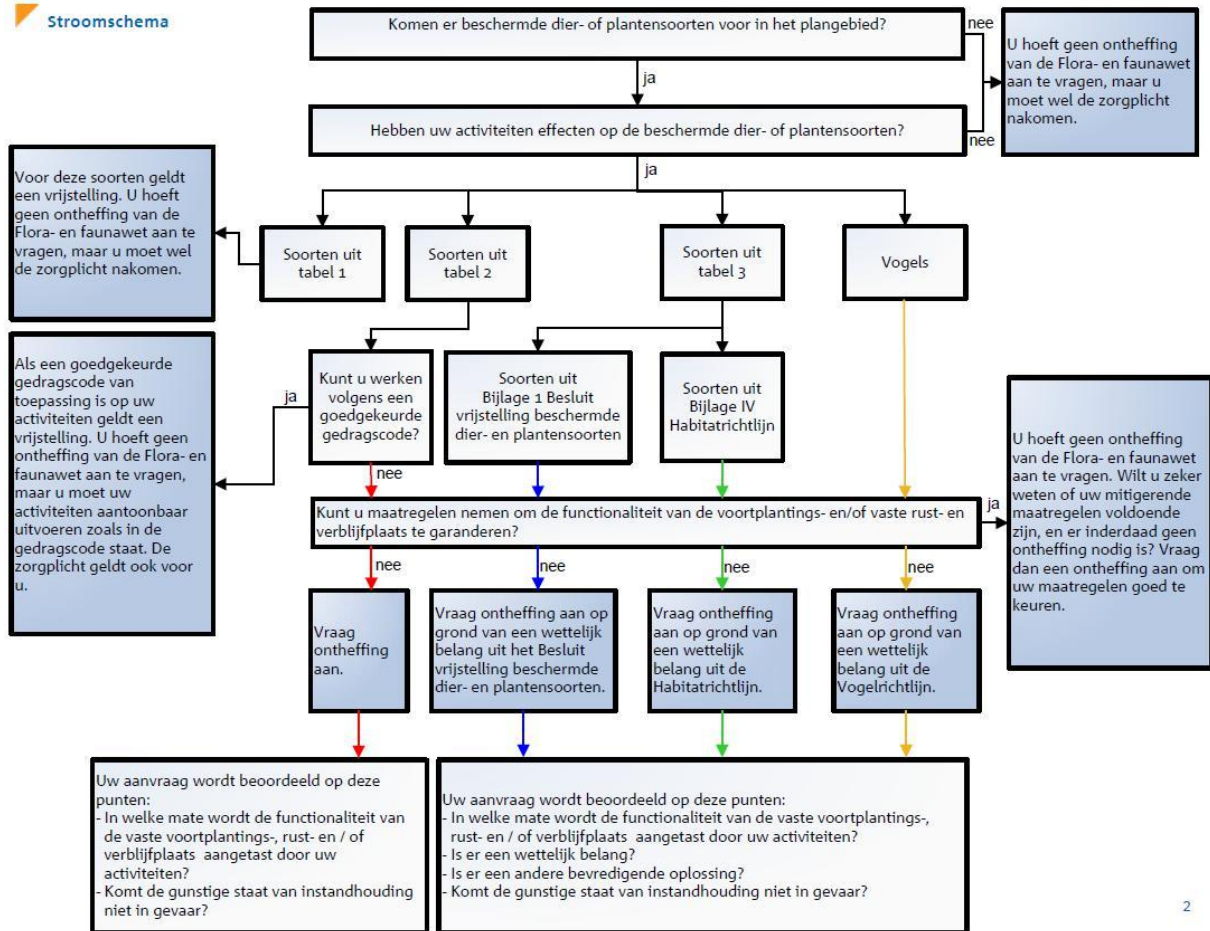 Stroomschema
Komen er beschermde dier- of plantensoorten voor in het plangebied?
nee
U hoeft geen ontheffing
van de Flora- en faunawet
aan te vragen, maar u
moet wel de zorgplicht
nakomen.
ja
Hebben uw activiteiten effecten op de beschermde dier- of plantensoorten?
nee
ja
Voor deze soorten geldt
een vrijstelling. U hoeft
geen ontheffing van de
Flora- en faunawet aan te
vragen, maar u moet wel
de zorgplicht nakomen.
Soorten uit
tabel 1
Soorten uit
tabel 2
Soorten uit
tabel 3
Vogels
Als een goedgekeurde
gedragscode van
toepassing is op uw
activiteiten geldt een
vrijstelling. U hoeft geen
ontheffing van de Flora- en
faunawet aan te vragen,
maar u moet uw
activiteiten aantoonbaar
uitvoeren zoals in de
gedragscode staat. De
zorgplicht geldt ook voor
u.
ja
Kunt u werken
volgens een
goedgekeurde
gedragscode?
Soorten uit
Bijlage 1 Besluit
vrijstelling beschermde
dier- en plantensoorten
Soorten uit
Bijlage IV
Habitatrichtlijn
nee
Kunt u maatregelen nemen om de functionaliteit van de voortplantings- en/of vaste rust- en
verblijfplaats te garanderen?
ja
U hoeft geen ontheffing
van de Flora- en faunawet
aan te vragen. Wilt u zeker
weten of uw mitigerende
maatregelen voldoende
zijn, en er inderdaad geen
ontheffing nodig is? Vraag
dan een ontheffing aan om
uw maatregelen goed te
keuren.
nee
nee
nee
nee
Vraag
ontheffing
aan.
Vraag ontheffing aan op
grond van een wettelijk
belang uit het Besluit
vrijstelling beschermde
dier- en plantensoorten.
Vraag ontheffing
aan op grond van
een wettelijk
belang uit de
Habitatrichtlijn.
Vraag ontheffing
aan op grond van
een wettelijk
belang uit de
Vogelrichtlijn.
Uw aanvraag wordt beoordeeld op deze
punten:
- In welke mate wordt de functionaliteit van
de vaste voortplantings-, rust- en / of
verblijfplaats aangetast door uw
activiteiten?
- Komt de gunstige staat van instandhouding
niet in gevaar?
Uw aanvraag wordt beoordeeld op deze punten:
- In welke mate wordt de functionaliteit van de vaste voortplantings-,
rust- en / of verblijfplaats aangetast door uw activiteiten?
- Is er een wettelijk belang?
- Is er een andere bevredigende oplossing?
- Komt de gunstige staat van instandhouding niet in gevaar?
2